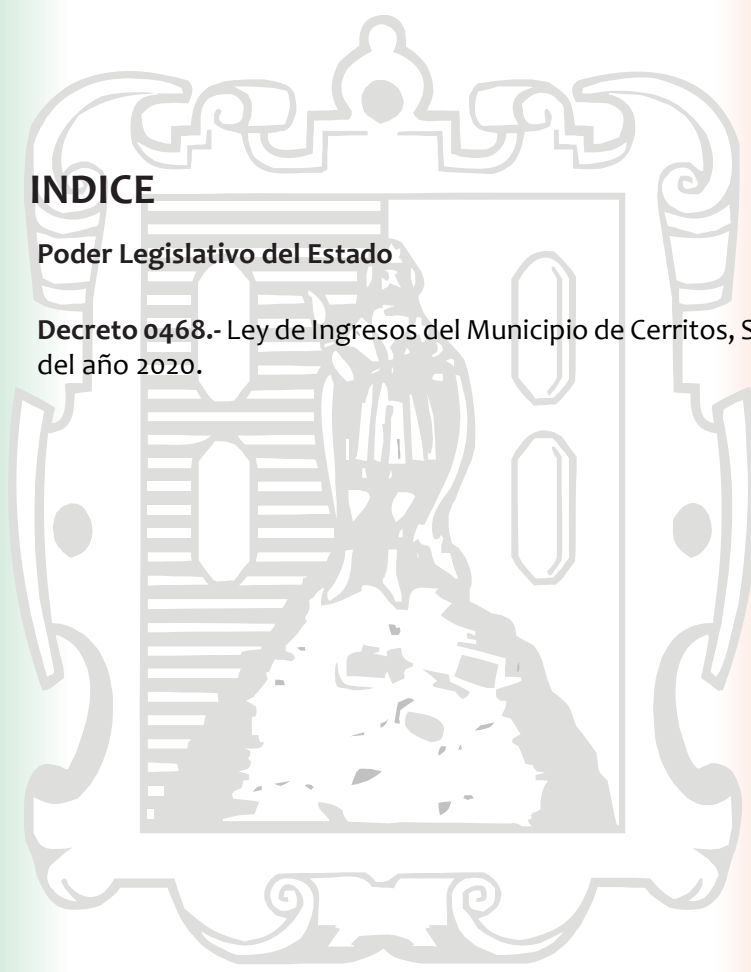 INDICE
Poder Legislativo del Estado
Decreto 0468.- Ley de Ingresos del Municipio de Cerritos, S
del año 2020.